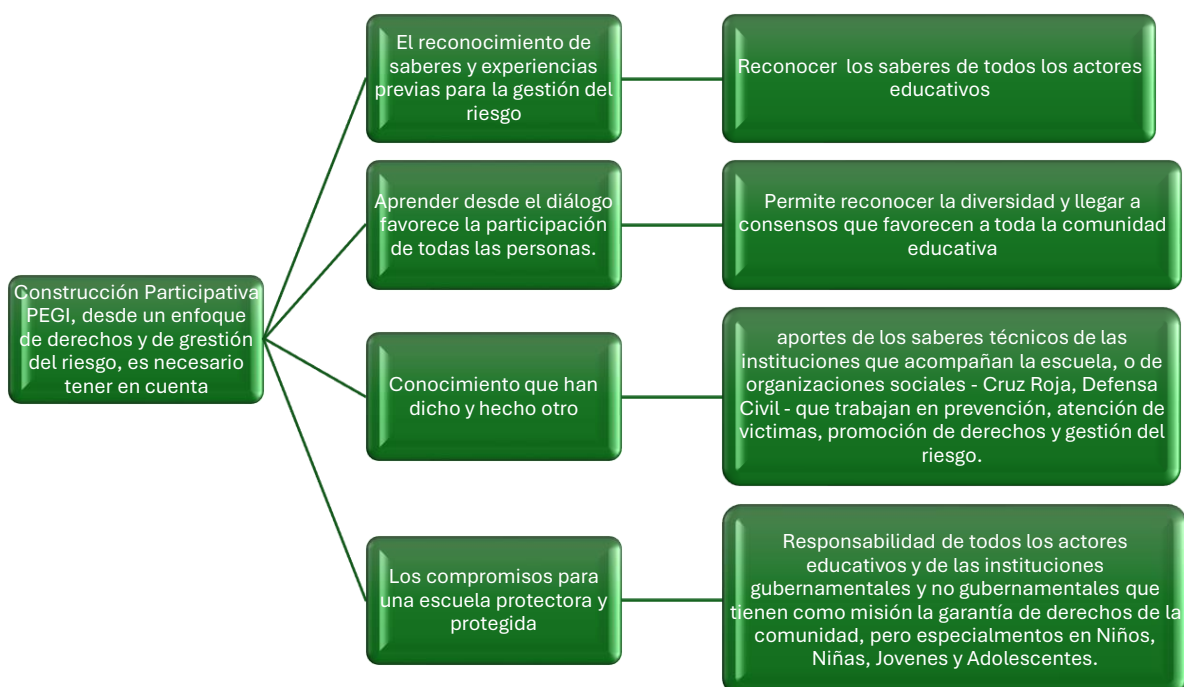 Construcción Participativa
PEGI, desde un enfoque
de derechos y de grestión
del riesgo, es necesario
tener en cuenta
El reconocimiento de
saberes y experiencias
previas para la gestión del
riesgo
Reconocer los saberes de todos los actores
educativos
Aprender desde el diálogo
favorece la participación
de todas las personas.
Permite reconocer la diversidad y llegar a
consensos que favorecen a toda la comunidad
educativa
Conocimiento que han
dicho y hecho otro
aportes de los saberes técnicos de las
instituciones que acompañan la escuela, o de
organizaciones sociales - Cruz Roja, Defensa
Civil - que trabajan en prevención, atención de
victimas, promoción de derechos y gestión del
riesgo.
Los compromisos para
una escuela protectora y
protegida
Responsabilidad de todos los actores
educativos y de las instituciones
gubernamentales y no gubernamentales que
tienen como misión la garantía de derechos de la
comunidad, pero especialmentos en Niños,
Niñas, Jovenes y Adolescentes.